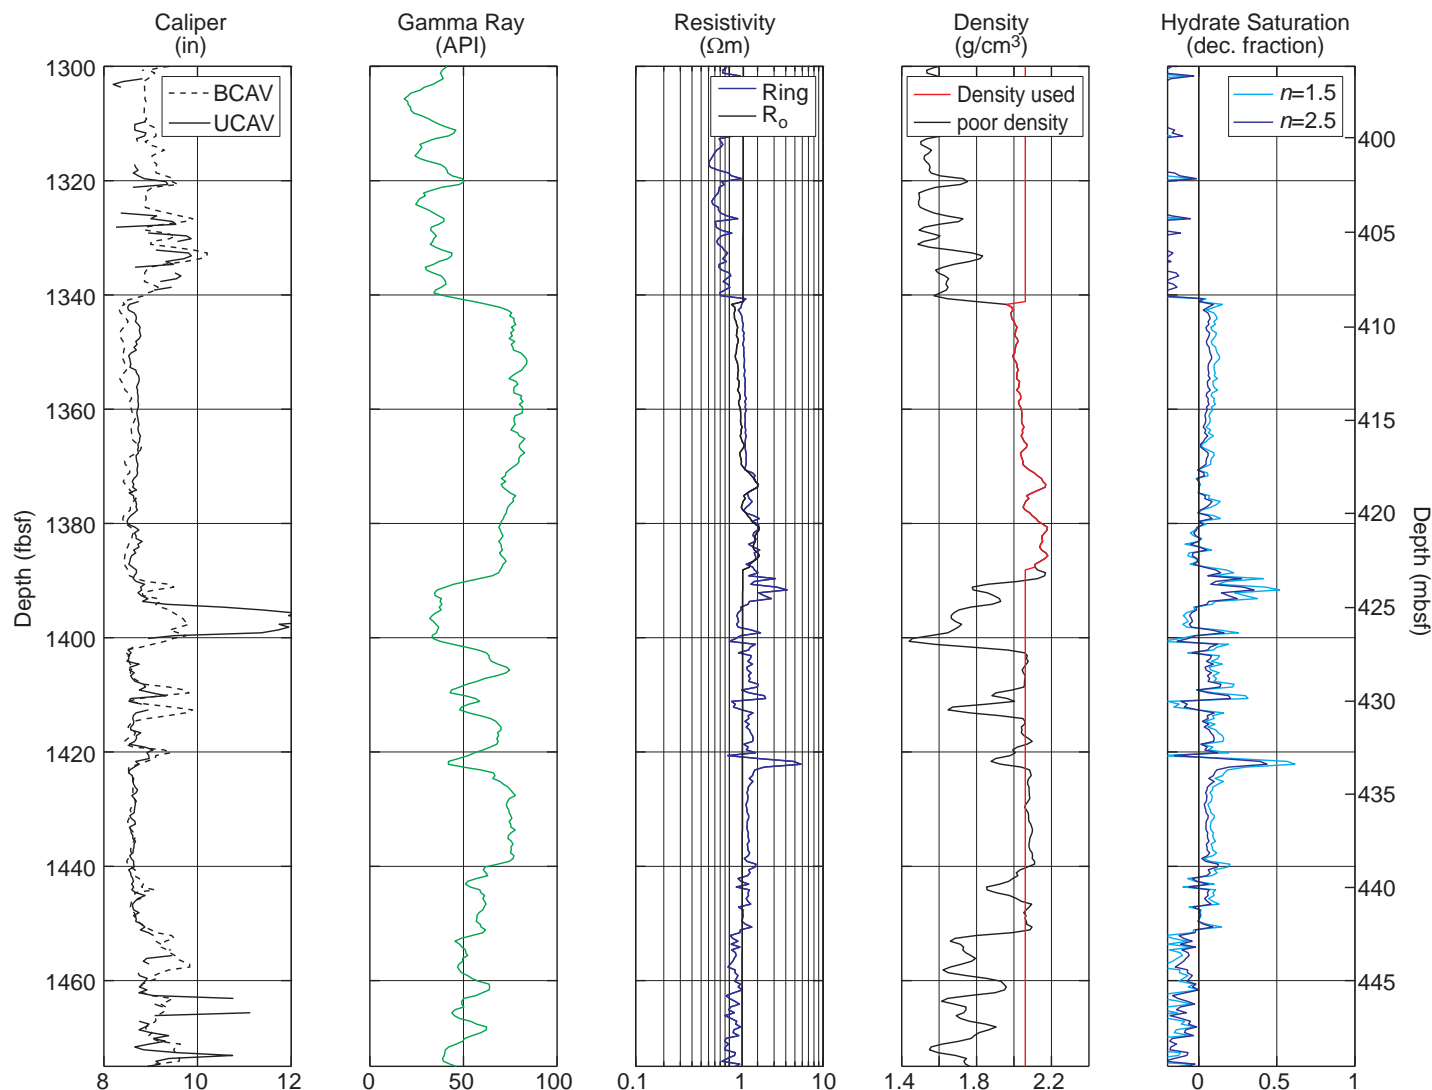 Caliper
(in)
Gamma Ray
(API)
Resistivity
(Ωm)
Density
(g/cm³)
Hydrate Saturation
(dec. fraction)
BCAV
UCAV
Ring
Rₒ
Density used
poor density
n=1.5
n=2.5
Depth (fbsf)
1300
1320
1340
1360
1380
1400
1420
1440
1460
8
10
12
0
50
100
0.1
1
10
1.4
1.8
2.2
0
0.5
1
400
405
410
415
420
425
430
435
440
445
Depth (mbsf)